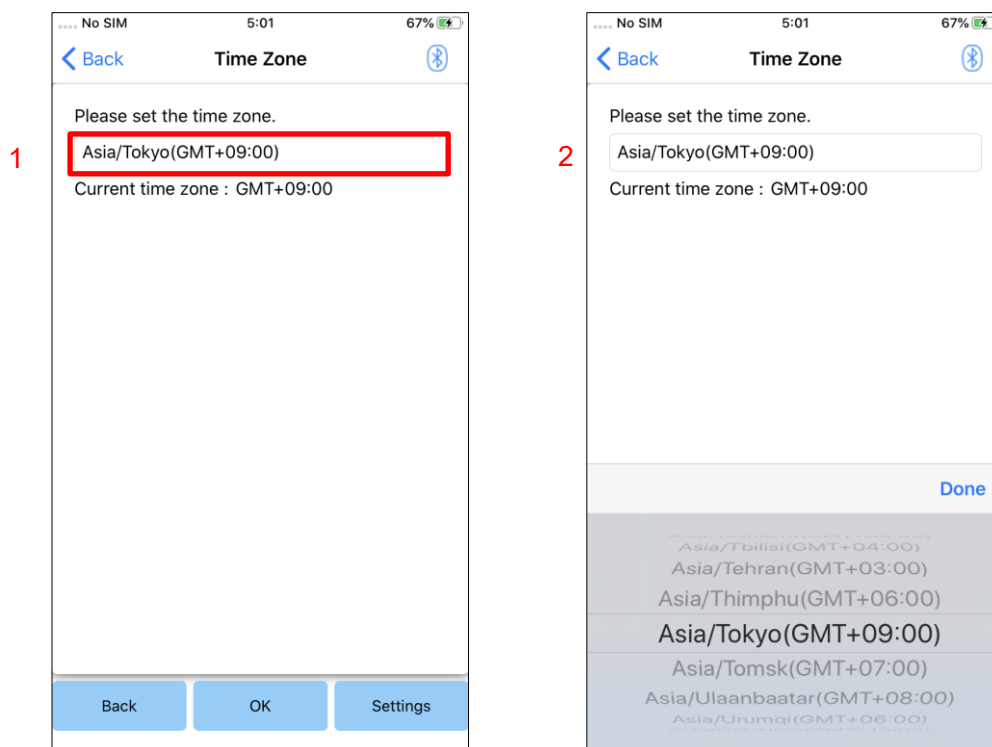 No SIM 5:01 67%
Back Time Zone
Please set the time zone.
1
Asia/Tokyo(GMT+09:00)
Current time zone : GMT+09:00
Back OK Settings
No SIM 5:01 67%
Back Time Zone
Please set the time zone.
2
Asia/Tokyo(GMT+09:00)
Current time zone : GMT+09:00
Done
Asia/Tbilisi(GMT+04:00)
Asia/Tehran(GMT+03:00)
Asia/Thimphu(GMT+06:00)
Asia/Tokyo(GMT+09:00)
Asia/Tomsk(GMT+07:00)
Asia/Ulaanbaatar(GMT+08:00)
Asia/Urumqi(GMT+06:00)